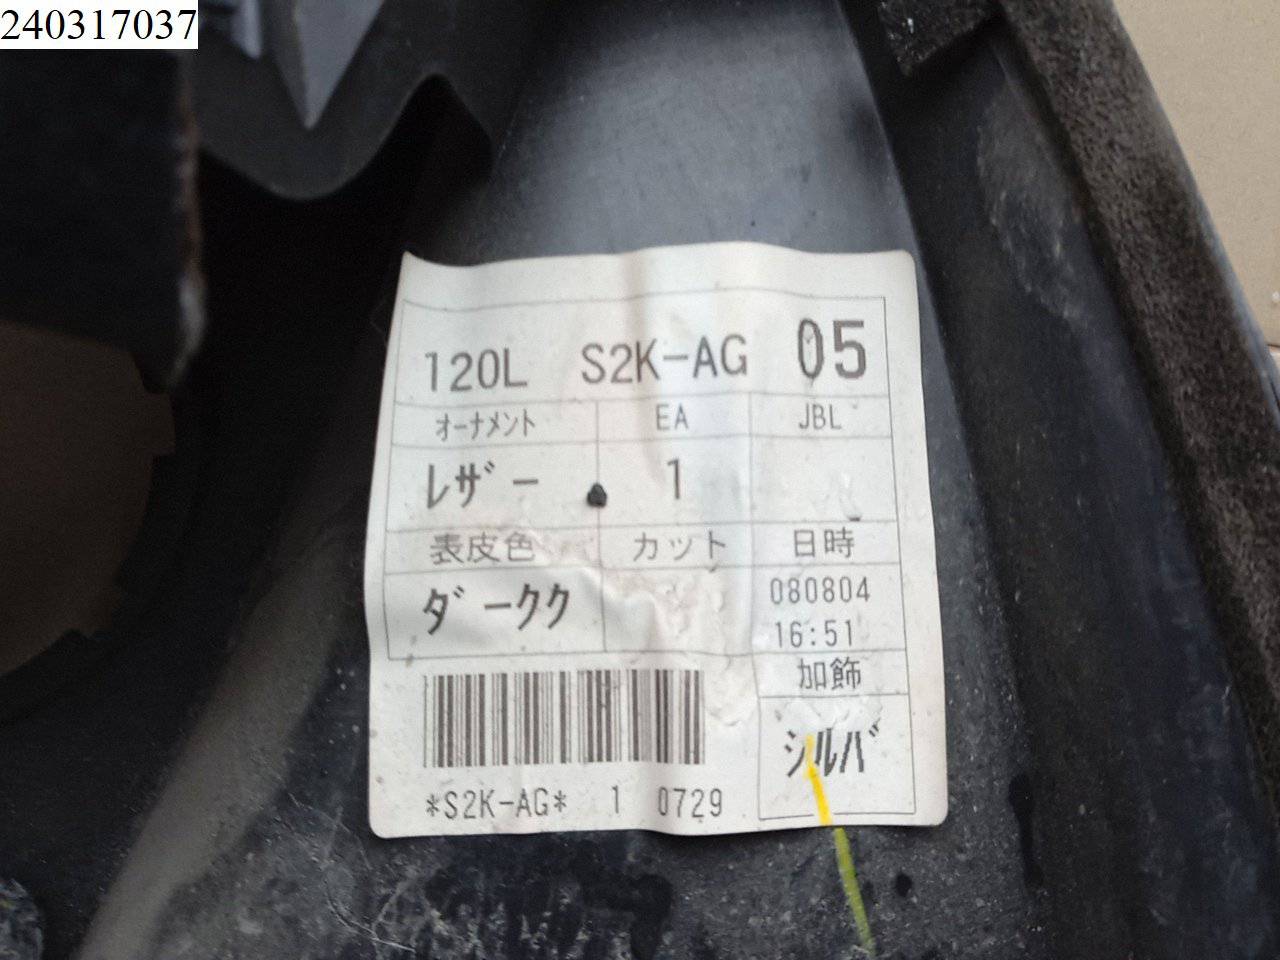 240317037
120L S2K-AG 05
オーナメント EA JBL
レザー 1
表皮色 カット 日時
ダークク 080804
16:51
加飾
シルバ
*S2K-AG* 1 0729